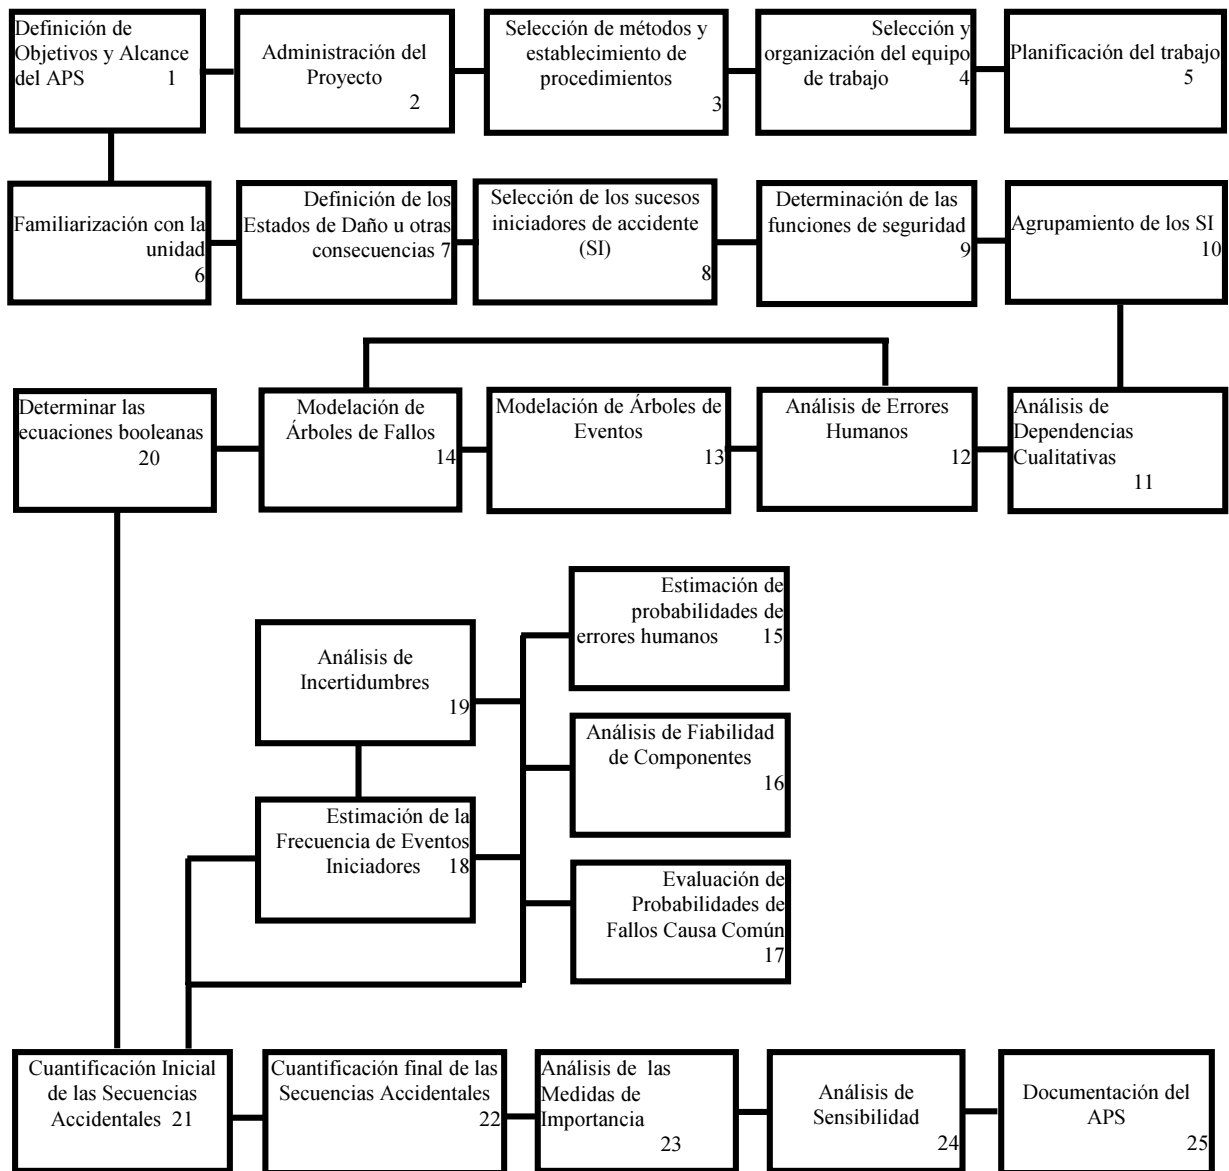 Definición de
Objetivos y Alcance
del APS 1
Administración del
Proyecto
2
Selección de métodos y
establecimiento de
procedimientos
3
Selección y
organización del equipo
de trabajo 4
Planificación del trabajo
5
Familiarización con la
unidad
6
Definición de los
Estados de Daño u otras
consecuencias 7
Selección de los sucesos
iniciadores de accidente
(SI)
8
Determinación de las
funciones de seguridad
9
Agrupamiento de los SI
10
Determinar las
ecuaciones booleanas
20
Modelación de
Árboles de Fallos
14
Modelación de Árboles de
Eventos
13
Análisis de Errores
Humanos
12
Análisis de
Dependencias
Cualitativas
11
Estimación de
probabilidades de
errores humanos 15
Análisis de
Incertidumbres
19
Análisis de Fiabilidad
de Componentes
16
Estimación de la
Frecuencia de Eventos
Iniciadores 18
Evaluación de
Probabilidades de
Fallos Causa Común
17
Cuantificación Inicial
de las Secuencias
Accidentales 21
Cuantificación final de las
Secuencias Accidentales
22
Análisis de las
Medidas de
Importancia
23
Análisis de
Sensibilidad
24
Documentación del
APS
25